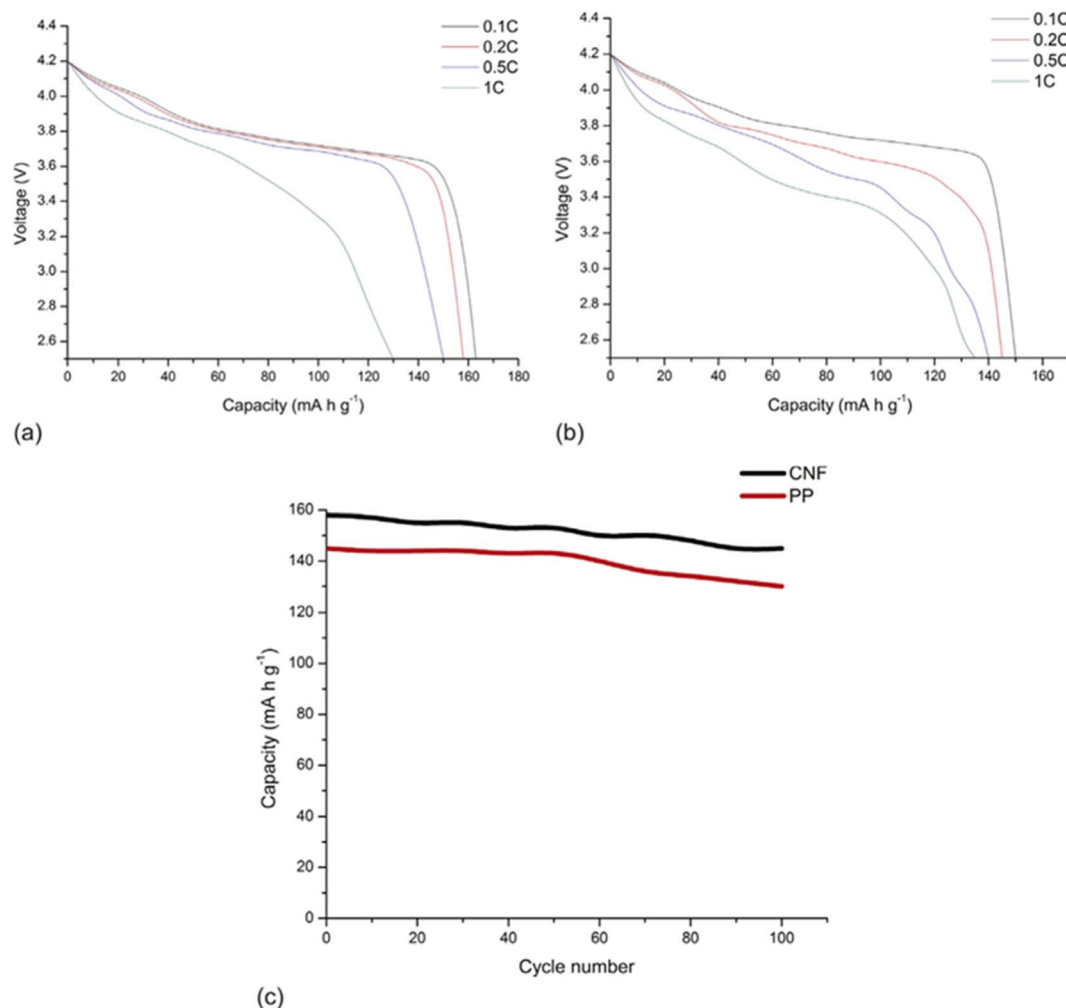 4.4
4.2
4.0
3.8
3.6
3.4
3.2
3.0
2.8
2.6
Voltage (V)
0 20 40 60 80 100 120 140 160 180
Capacity (mA h g⁻¹)
0.1C
0.2C
0.5C
1C
(a)
4.4
4.2
4.0
3.8
3.6
3.4
3.2
3.0
2.8
2.6
Voltage (V)
0 20 40 60 80 100 120 140 160
Capacity (mA h g⁻¹)
0.1C
0.2C
0.5C
1C
(b)
CNF
PP
160
140
120
100
80
60
40
20
0
Capacity (mA h g⁻¹)
0 20 40 60 80 100
Cycle number
(c)